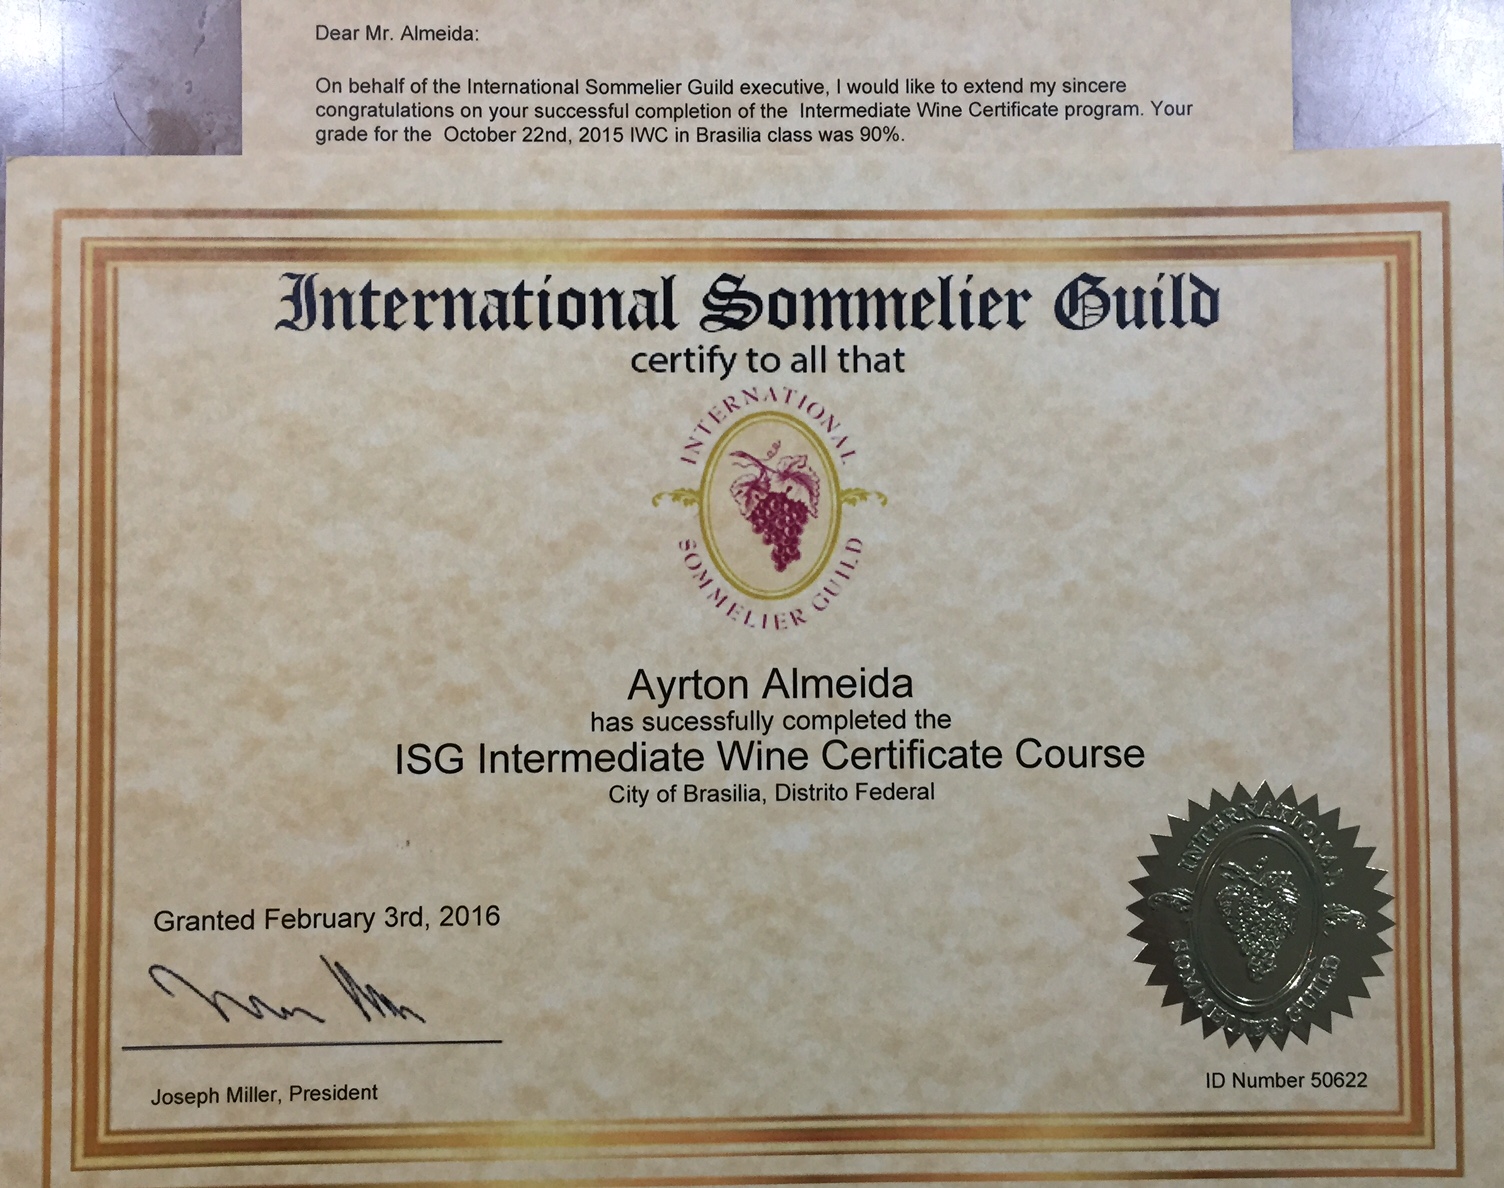 Dear Mr. Almeida:
On behalf of the International Sommelier Guild executive, I would like to extend my sincere
congratulations on your successful completion of the  Intermediate Wine Certificate program. Your
grade for the  October 22nd, 2015 IWC in Brasilia class was 90%.
International Sommelier Guild
certify to all that
INTERNATIONAL
SOMMELIER GUILD
Ayrton Almeida
has sucessfully completed the
ISG Intermediate Wine Certificate Course
City of Brasilia, Distrito Federal
INTERNATIONAL
SOMMELIER GUILD
Granted February 3rd, 2016
Joseph Miller, President
ID Number 50622